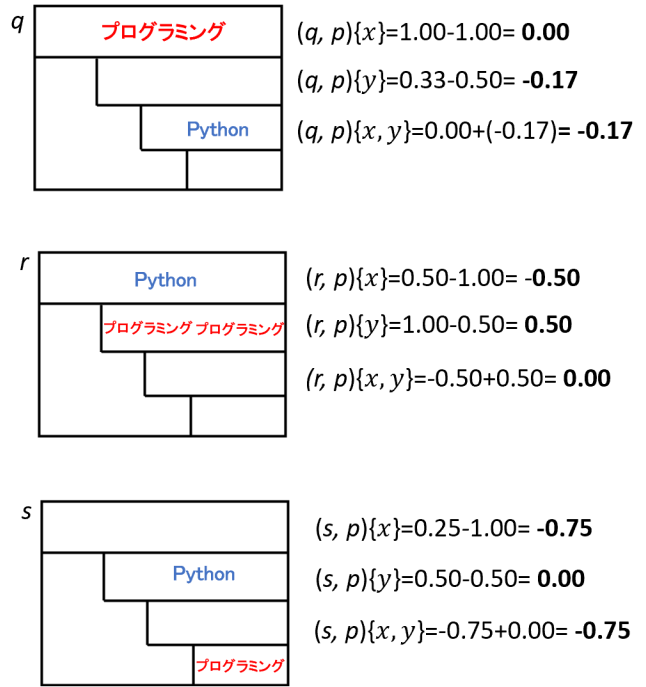 q
プログラミング
(q, p){x}=1.00-1.00= 0.00
(q, p){y}=0.33-0.50= -0.17
Python
(q, p){x, y}=0.00+(-0.17)= -0.17
r
Python
(r, p){x}=0.50-1.00= -0.50
プログラミング プログラミング
(r, p){y}=1.00-0.50= 0.50
(r, p){x, y}=-0.50+0.50= 0.00
s
(s, p){x}=0.25-1.00= -0.75
Python
(s, p){y}=0.50-0.50= 0.00
(s, p){x, y}=-0.75+0.00= -0.75
プログラミング